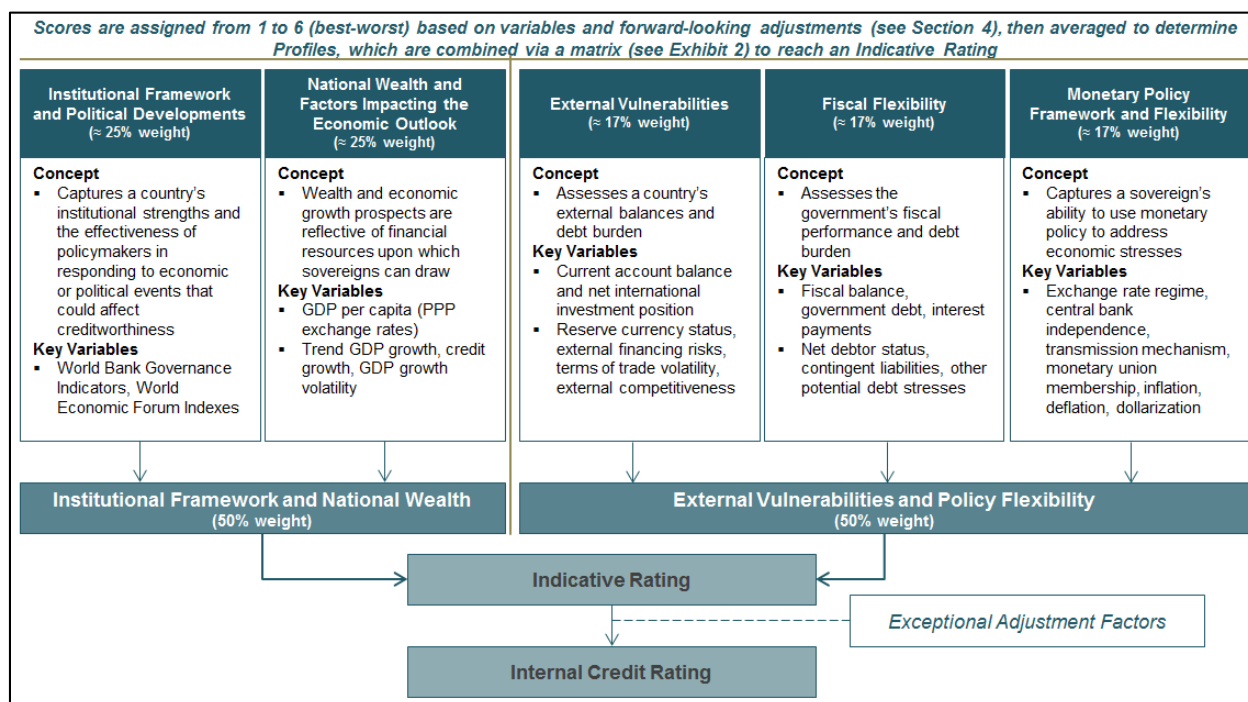 Scores are assigned from 1 to 6 (best-worst) based on variables and forward-looking adjustments (see Section 4), then averaged to determine
Profiles, which are combined via a matrix (see Exhibit 2) to reach an Indicative Rating
Institutional Framework
and Political Developments
(≈ 25% weight)
Concept
▪ Captures a country's
institutional strengths and
the effectiveness of
policymakers in
responding to economic
or political events that
could affect
creditworthiness
Key Variables
▪ World Bank Governance
Indicators, World
Economic Forum Indexes
National Wealth and
Factors Impacting the
Economic Outlook
(≈ 25% weight)
Concept
▪ Wealth and economic
growth prospects are
reflective of financial
resources upon which
sovereigns can draw
Key Variables
▪ GDP per capita (PPP
exchange rates)
▪ Trend GDP growth, credit
growth, GDP growth
volatility
External Vulnerabilities
(≈ 17% weight)
Concept
▪ Assesses a country's
external balances and
debt burden
Key Variables
▪ Current account balance
and net international
investment position
▪ Reserve currency status,
external financing risks,
terms of trade volatility,
external competitiveness
Fiscal Flexibility
(≈ 17% weight)
Concept
▪ Assesses the
government's fiscal
performance and debt
burden
Key Variables
▪ Fiscal balance,
government debt, interest
payments
▪ Net debtor status,
contingent liabilities, other
potential debt stresses
Monetary Policy
Framework and Flexibility
(≈ 17% weight)
Concept
▪ Captures a sovereign's
ability to use monetary
policy to address
economic stresses
Key Variables
▪ Exchange rate regime,
central bank
independence,
transmission mechanism,
monetary union
membership, inflation,
deflation, dollarization
Institutional Framework and National Wealth
(50% weight)
External Vulnerabilities and Policy Flexibility
(50% weight)
Indicative Rating
Exceptional Adjustment Factors
Internal Credit Rating